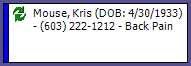 Mouse, Kris (DOB: 4/30/1933)
- (603) 222-1212 - Back Pain